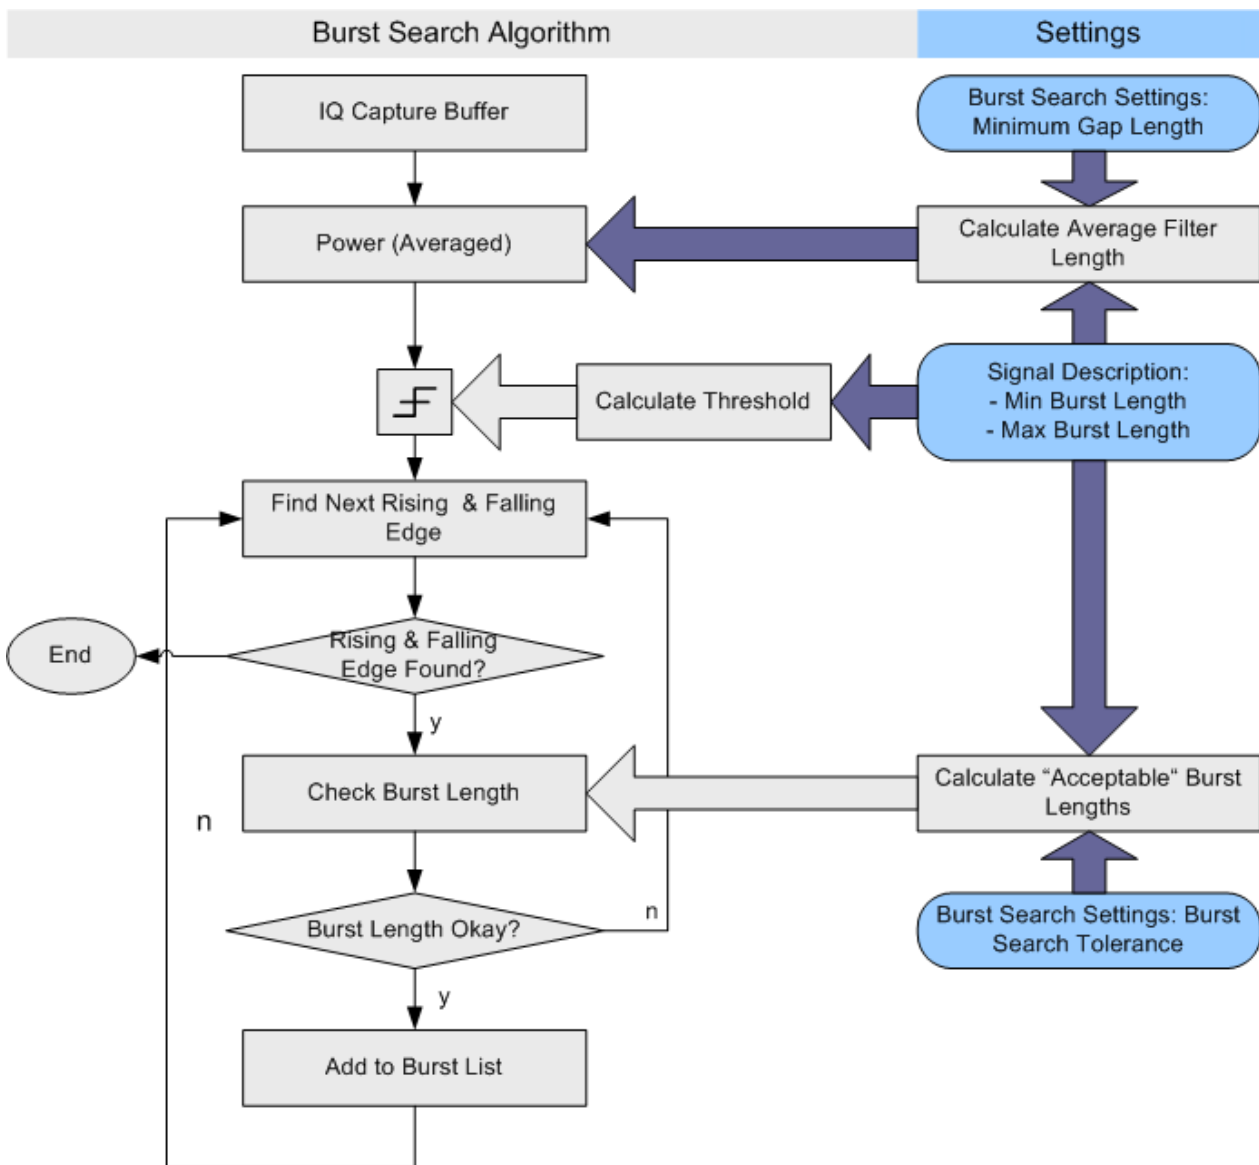 Burst Search Algorithm
Settings
IQ Capture Buffer
Burst Search Settings:
Minimum Gap Length
Power (Averaged)
Calculate Average Filter
Length
Calculate Threshold
Signal Description:
- Min Burst Length
- Max Burst Length
Find Next Rising & Falling
Edge
End
Rising & Falling
Edge Found?
y
Check Burst Length
Calculate “Acceptable“ Burst
Lengths
n
Burst Length Okay?
n
Burst Search Settings: Burst
Search Tolerance
y
Add to Burst List